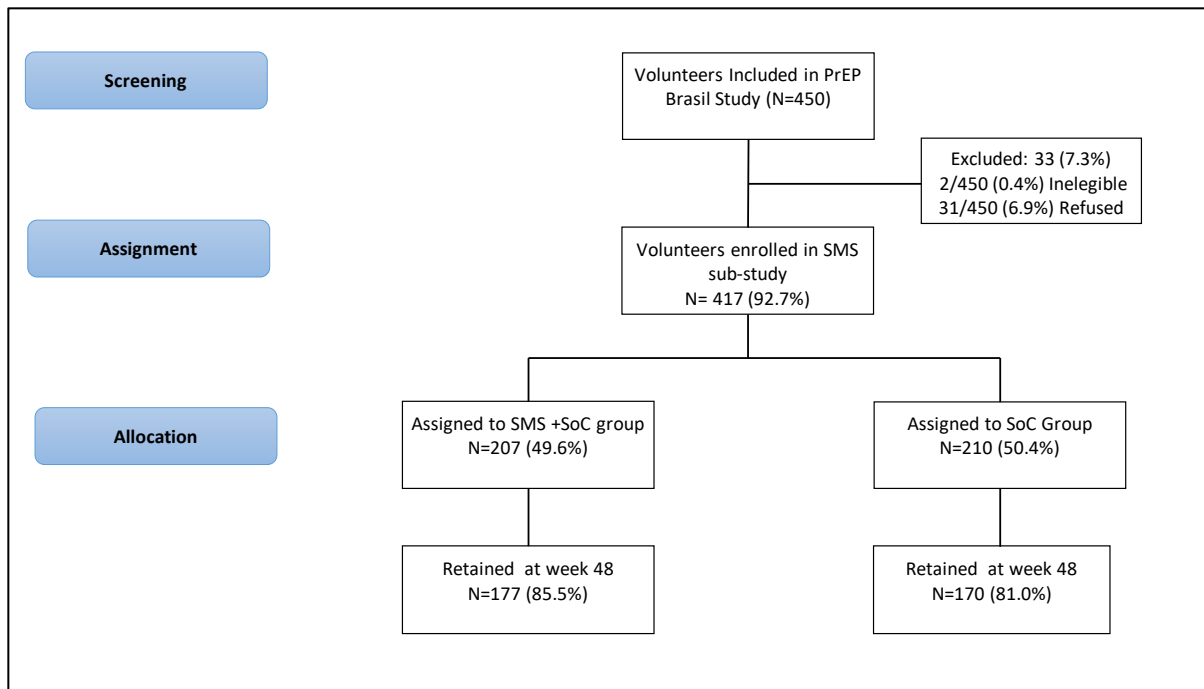 Screening
Volunteers Included in PrEP
Brasil Study (N=450)
Excluded: 33 (7.3%)
2/450 (0.4%) Inelegible
31/450 (6.9%) Refused
Assignment
Volunteers enrolled in SMS
sub-study
N= 417 (92.7%)
Allocation
Assigned to SMS +SoC group
N=207 (49.6%)
Assigned to SoC Group
N=210 (50.4%)
Retained at week 48
N=177 (85.5%)
Retained at week 48
N=170 (81.0%)